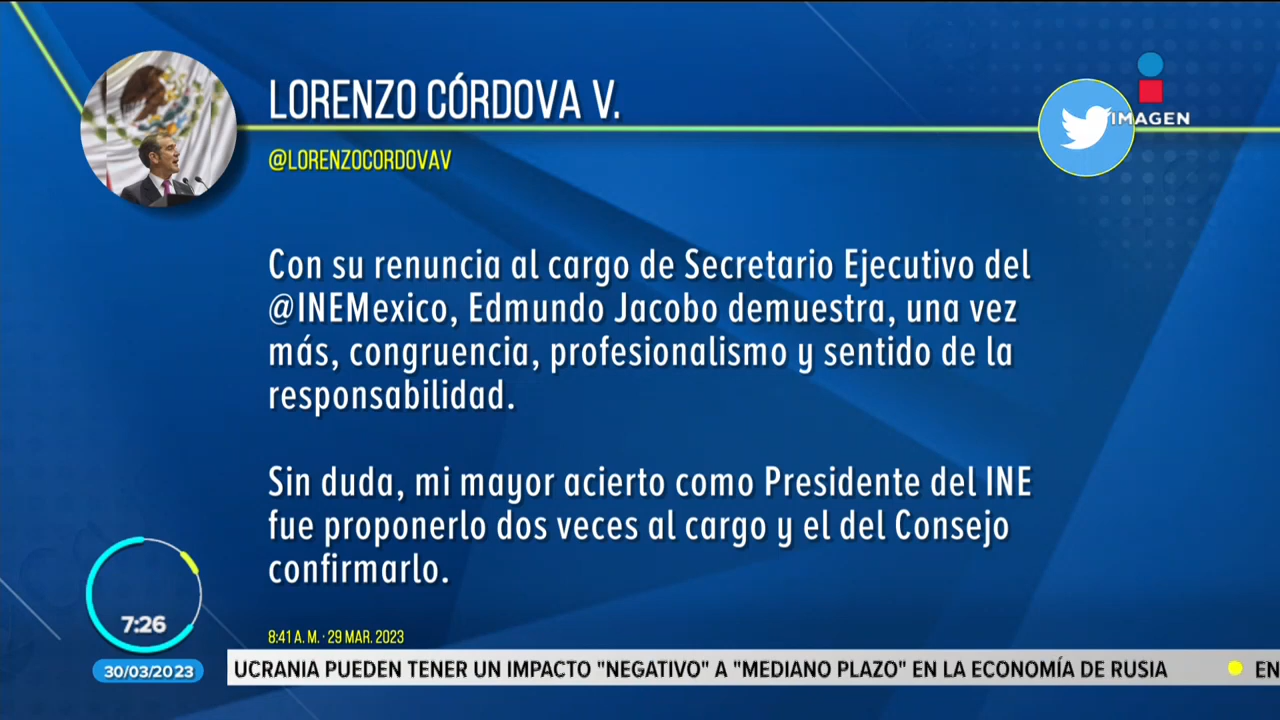 LORENZO CÓRDOVA V.
IMAGEN
@LORENZOCORDOVAV
Con su renuncia al cargo de Secretario Ejecutivo del
@INEMexico, Edmundo Jacobo demuestra, una vez
más, congruencia, profesionalismo y sentido de la
responsabilidad.
Sin duda, mi mayor acierto como Presidente del INE
fue proponerlo dos veces al cargo y el del Consejo
confirmarlo.
7:26
8:41 A. M. · 29 MAR. 2023
30/03/2023
UCRANIA PUEDEN TENER UN IMPACTO "NEGATIVO" A "MEDIANO PLAZO" EN LA ECONOMÍA DE RUSIA
EN